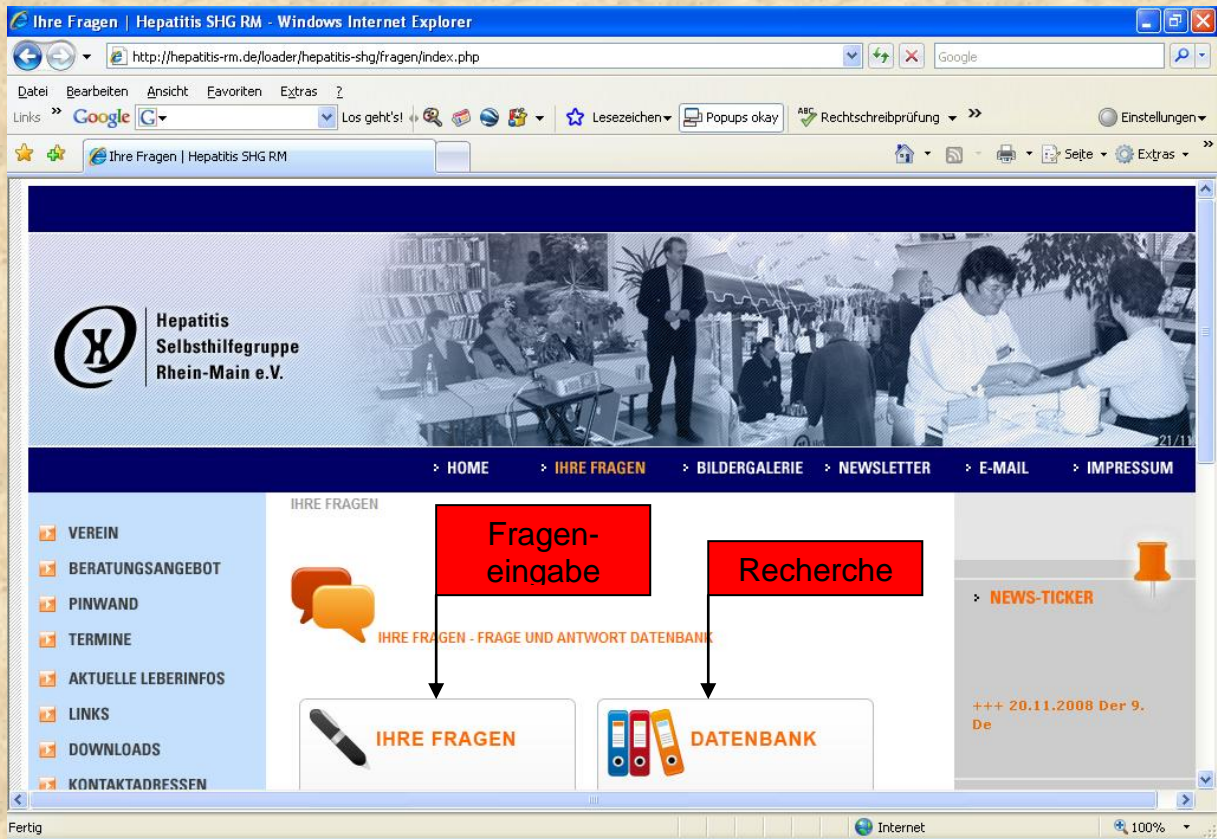 Ihre Fragen | Hepatitis SHG RM - Windows Internet Explorer
http://hepatitis-rm.de/loader/hepatitis-shg/fragen/index.php
Google
Datei Bearbeiten Ansicht Favoriten Extras ?
Links » Google G Los geht's! Lesezeichen Popups okay ABC Rechtschreibprüfung » Einstellungen
Ihre Fragen | Hepatitis SHG RM Seite Extras »
Hepatitis
Selbsthilfegruppe
Rhein-Main e.V.
21/11
HOME IHRE FRAGEN BILDERGALERIE NEWSLETTER E-MAIL IMPRESSUM
VEREIN
BERATUNGSANGEBOT
PINWAND
TERMINE
AKTUELLE LEBERINFOS
LINKS
DOWNLOADS
KONTAKTADRESSEN
IHRE FRAGEN
Fragen-
eingabe
Recherche
IHRE FRAGEN - FRAGE UND ANTWORT DATENBANK
IHRE FRAGEN
DATENBANK
NEWS-TICKER
+++ 20.11.2008 Der 9.
De
Fertig Internet 100%